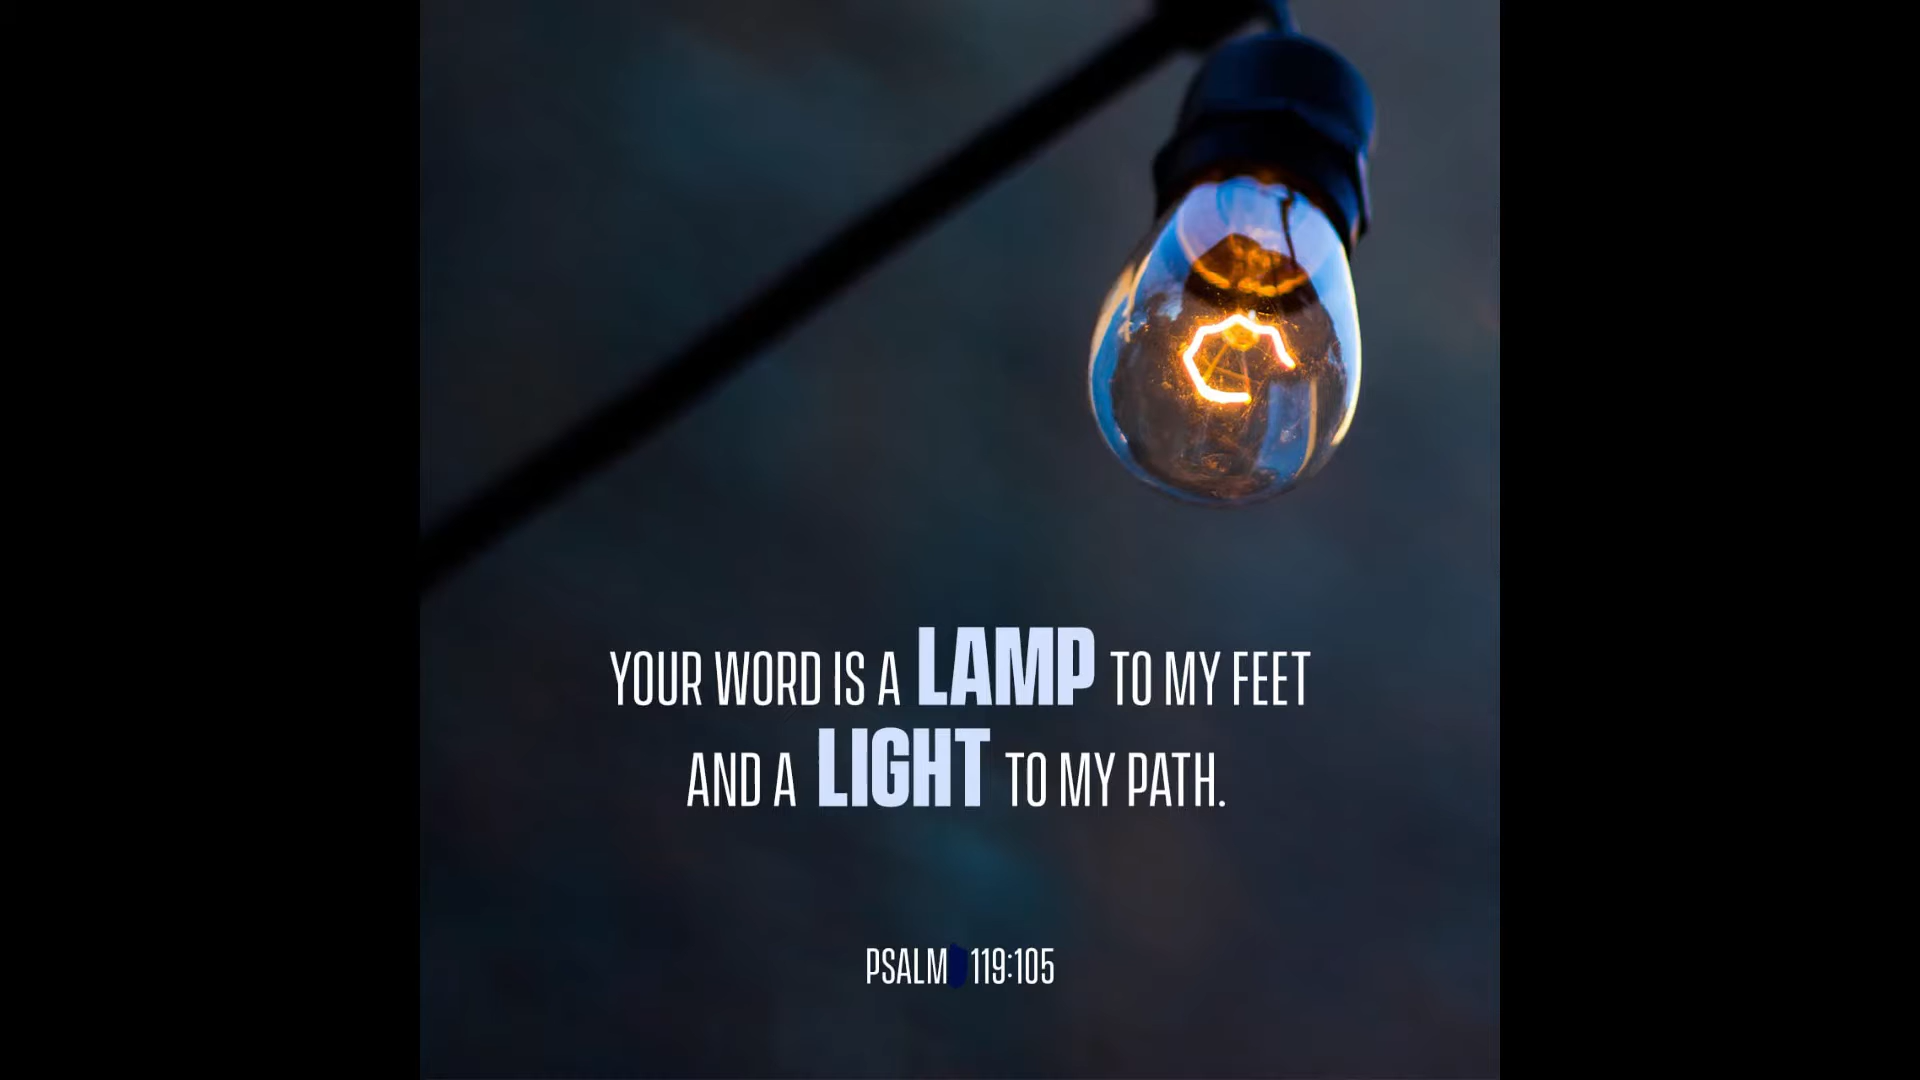 YOUR WORD IS A LAMP TO MY FEET
AND A LIGHT TO MY PATH.
PSALM 119:105